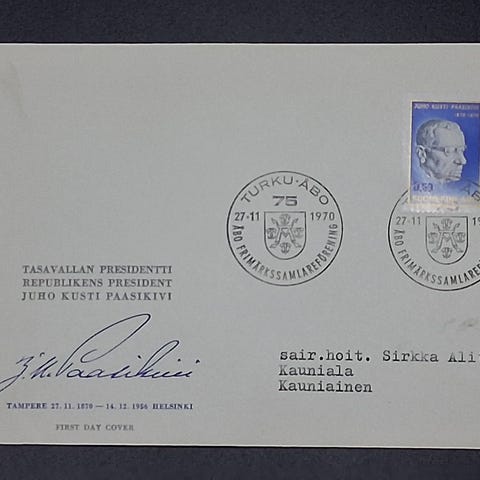 JUHO KUSTI PAASIKIVI
0,50
TURKU-ÅBO
75
27-11 1970
ÅBO FRIMÄRKSSAMLAREFÖRENING
27-11
ÅBO FRIMÄRKSSAMLAREFÖRENING
TASAVALLAN PRESIDENTTI
REPUBLIKENS PRESIDENT
JUHO KUSTI PAASIKIVI
J.K. Paasikivi
TAMPERE 27. 11. 1870 — 14. 12. 1956 HELSINKI
FIRST DAY COVER
sair.hoit. Sirkka
Kauniala
Kauniainen